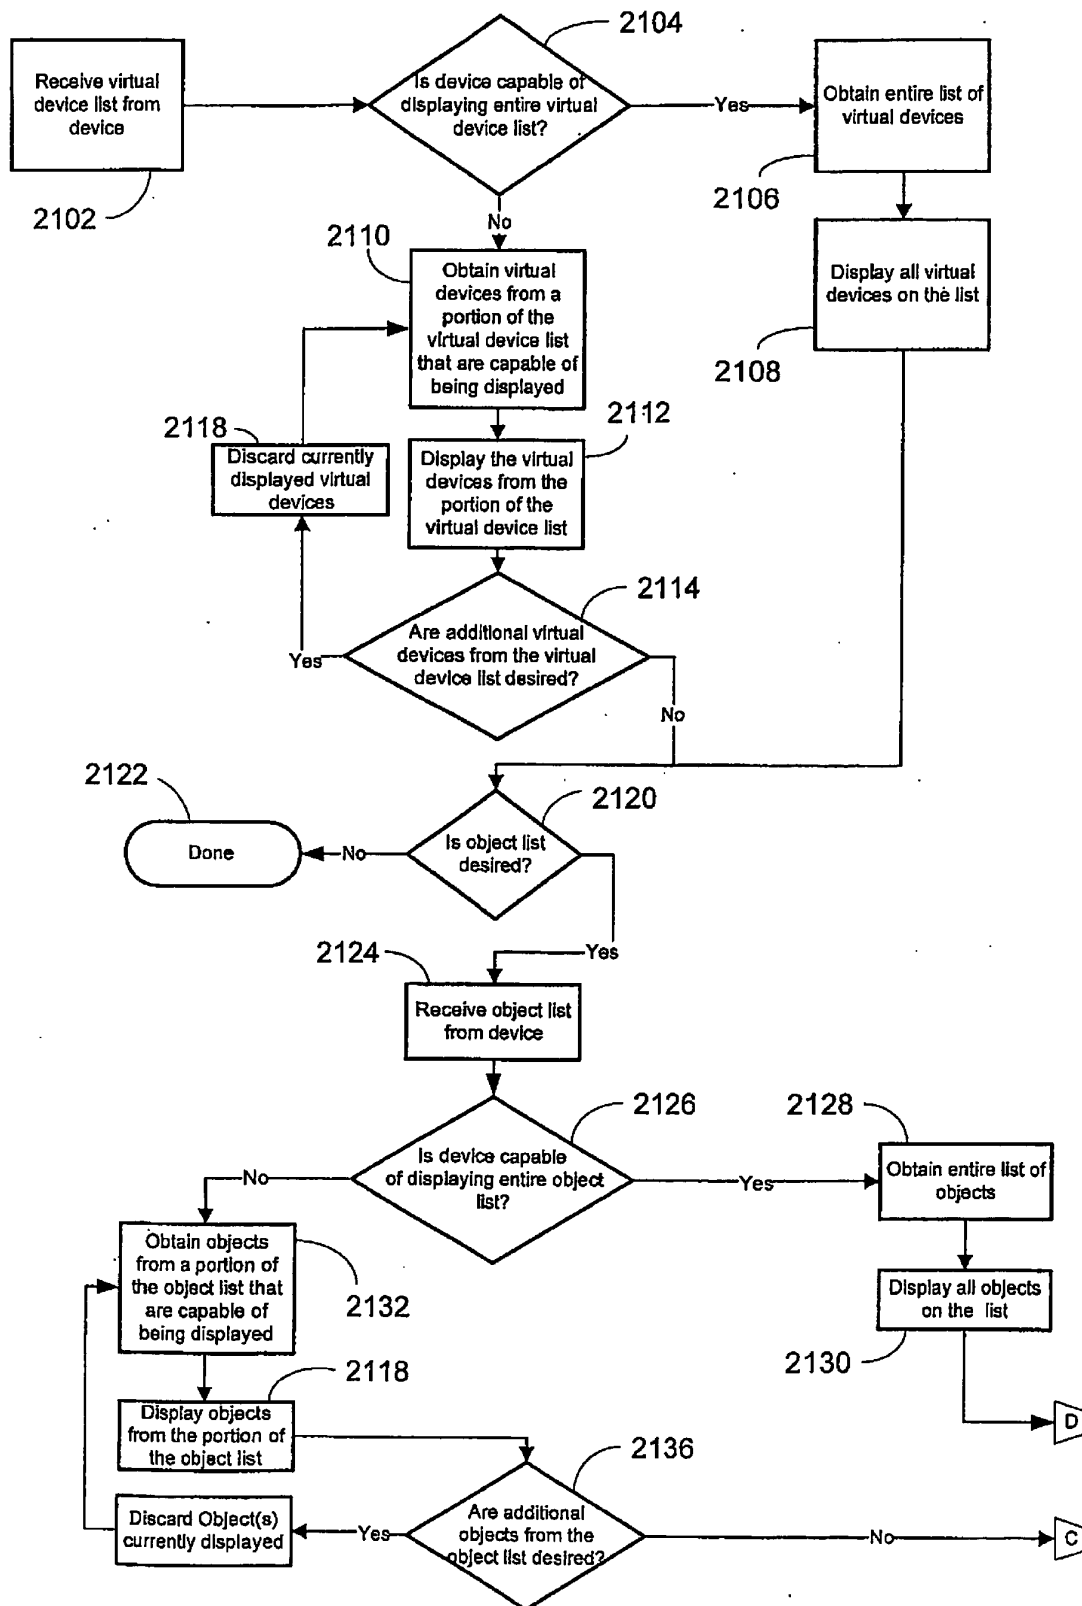 2104
Receive virtual
device list from
device
2102
Is device capable of
displaying entire virtual
device list?
Yes
Obtain entire list of
virtual devices
2106
No
2110
Obtain virtual
devices from a
portion of the
virtual device list
that are capable of
being displayed
Display all virtual
devices on the list
2108
2118
Discard currently
displayed virtual
devices
2112
Display the virtual
devices from the
portion of the
virtual device list
2114
Are additional virtual
devices from the virtual
device list desired?
Yes
No
2122
Done
2120
Is object list
desired?
No
Yes
2124
Receive object list
from device
2126
Is device capable
of displaying entire object
list?
No
Yes
2128
Obtain entire list of
objects
Obtain objects
from a portion of
the object list that
are capable of
being displayed
2132
Display all objects
on the list
2130
2118
Display objects
from the portion of
the object list
D
2136
Are additional
objects from the
object list desired?
Yes
Discard Object(s)
currently displayed
No
C